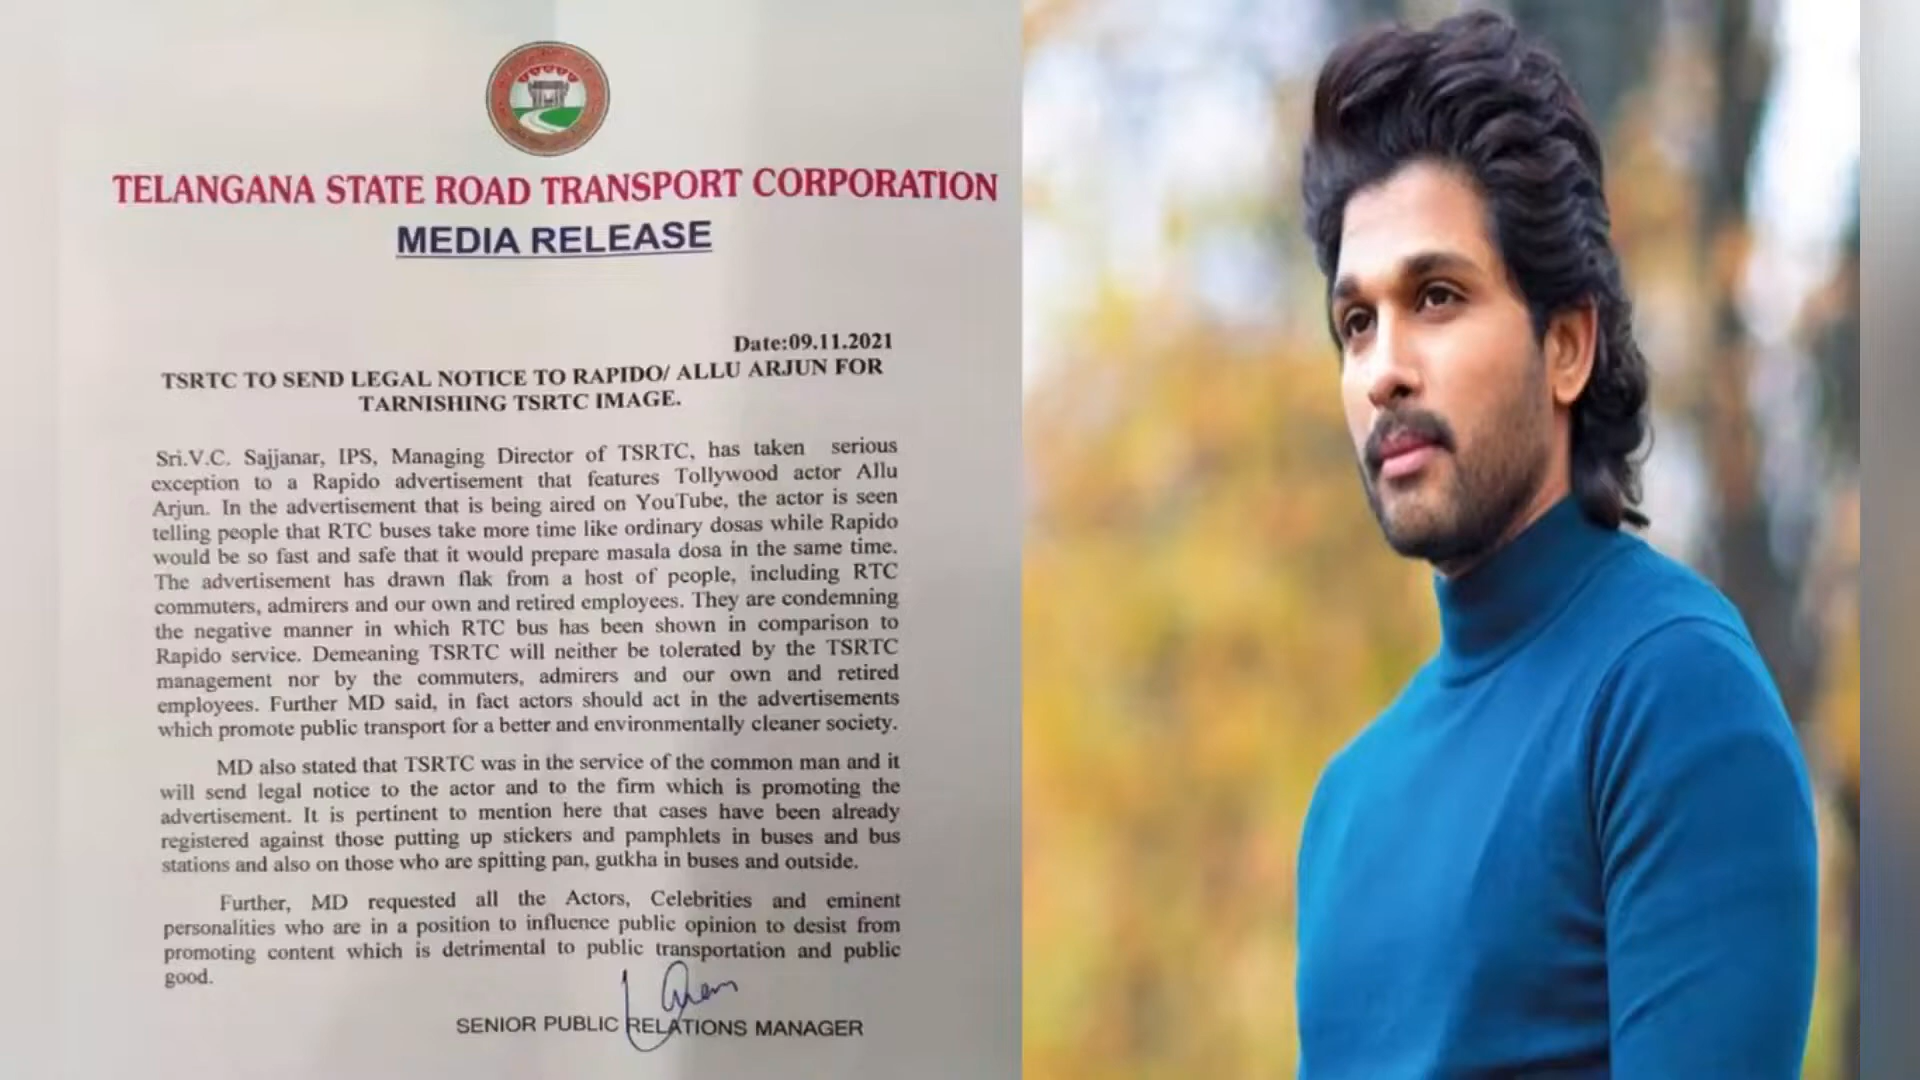 TELANGANA STATE ROAD TRANSPORT CORPORATION
MEDIA RELEASE
Date:09.11.2021
TSRTC TO SEND LEGAL NOTICE TO RAPIDO/ ALLU ARJUN FOR
TARNISHING TSRTC IMAGE.
Sri.V.C. Sajjanar, IPS, Managing Director of TSRTC, has taken serious
exception to a Rapido advertisement that features Tollywood actor Allu
Arjun. In the advertisement that is being aired on YouTube, the actor is seen
telling people that RTC buses take more time like ordinary dosas while Rapido
would be so fast and safe that it would prepare masala dosa in the same time.
The advertisement has drawn flak from a host of people, including RTC
commuters, admirers and our own and retired employees. They are condemning
the negative manner in which RTC bus has been shown in comparison to
Rapido service. Demeaning TSRTC will neither be tolerated by the TSRTC
management nor by the commuters, admirers and our own and retired
employees. Further MD said, in fact actors should act in the advertisements
which promote public transport for a better and environmentally cleaner society.
MD also stated that TSRTC was in the service of the common man and it
will send legal notice to the actor and to the firm which is promoting the
advertisement. It is pertinent to mention here that cases have been already
registered against those putting up stickers and pamphlets in buses and bus
stations and also on those who are spitting pan, gutkha in buses and outside.
Further, MD requested all the Actors, Celebrities and eminent
personalities who are in a position to influence public opinion to desist from
promoting content which is detrimental to public transportation and public
good.
SENIOR PUBLIC RELATIONS MANAGER